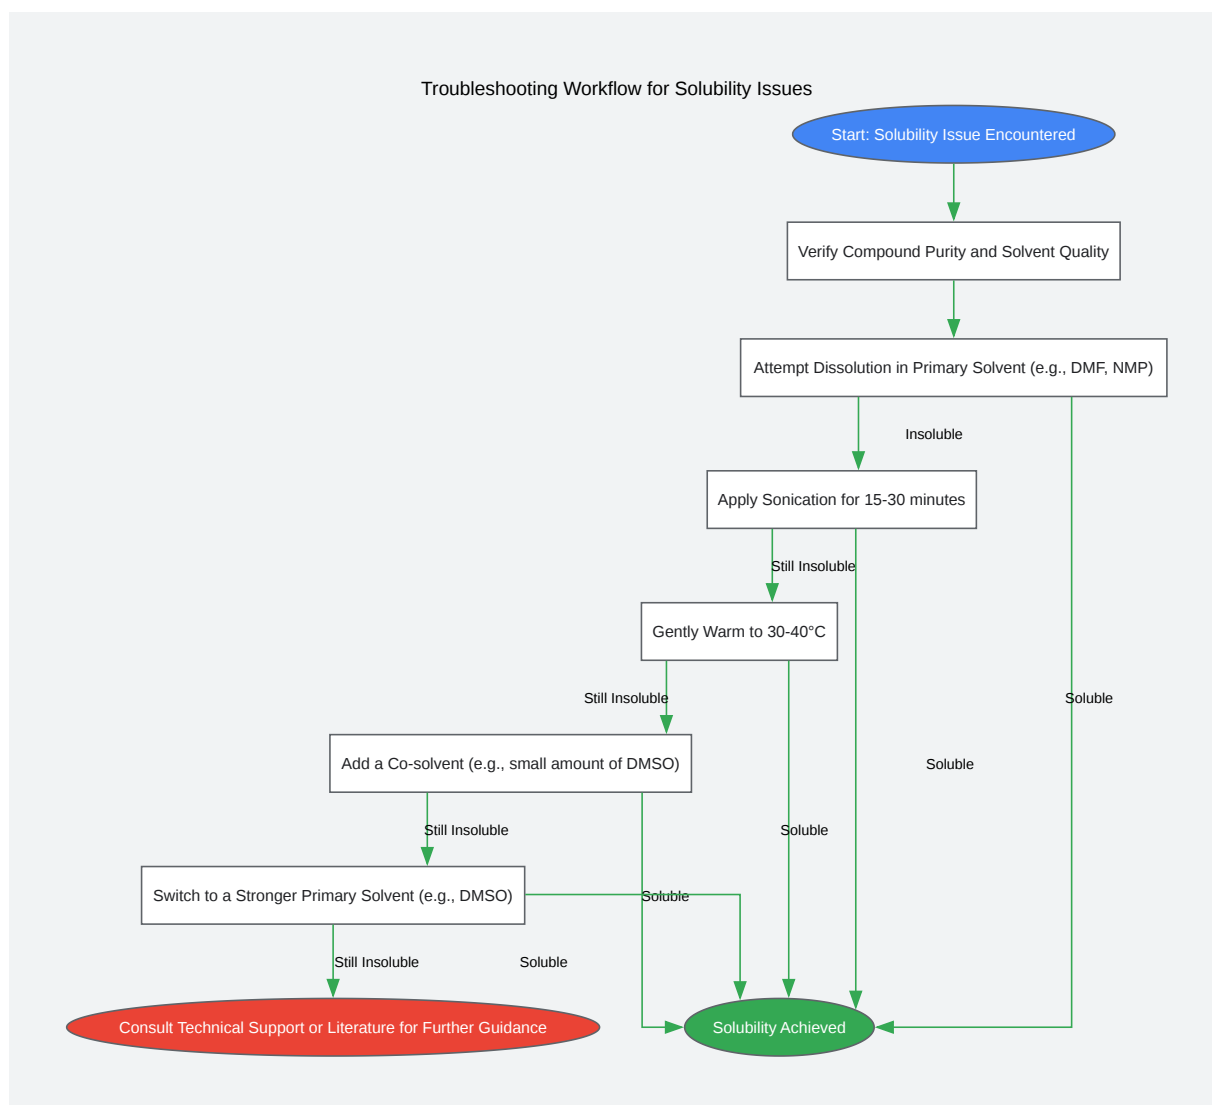 Troubleshooting Workflow for Solubility Issues
Start: Solubility Issue Encountered
Verify Compound Purity and Solvent Quality
Attempt Dissolution in Primary Solvent (e.g., DMF, NMP)
Insoluble
Apply Sonication for 15-30 minutes
Still Insoluble
Gently Warm to 30-40°C
Still Insoluble
Soluble
Add a Co-solvent (e.g., small amount of DMSO)
Soluble
Still Insoluble
Soluble
Switch to a Stronger Primary Solvent (e.g., DMSO)
Soluble
Still Insoluble
Soluble
Consult Technical Support or Literature for Further Guidance
Solubility Achieved